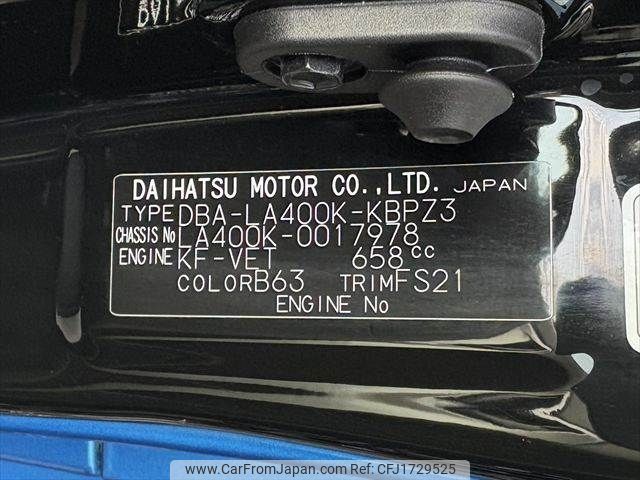 DAIHATSU MOTOR CO.,LTD. JAPAN
TYPE DBA-LA400K-KBPZ3
CHASSIS No LA400K-0017978
ENGINE KF-VET 658cc
COLOR B63 TRIM FS21
ENGINE No
www.CarFromJapan.com Ref:CFJ1729525